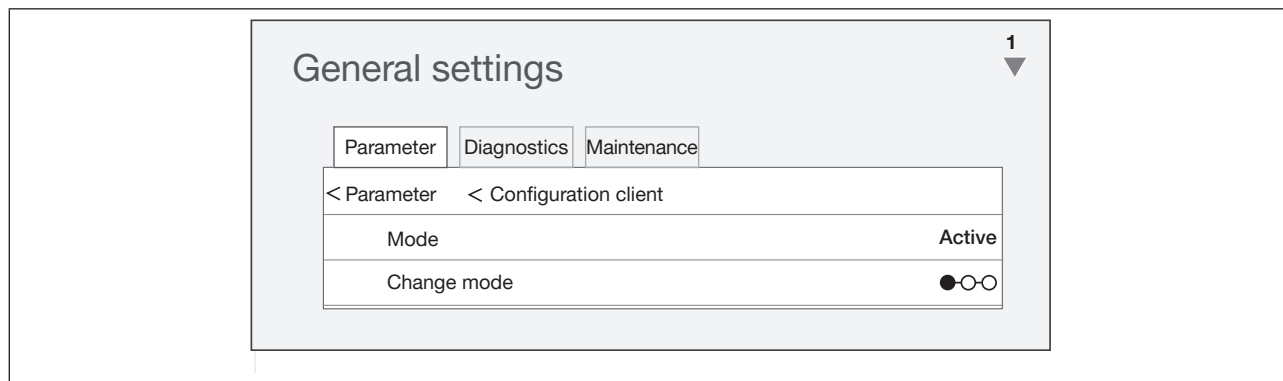 1
General settings
Parameter Diagnostics Maintenance
< Parameter < Configuration client
Mode Active
Change mode